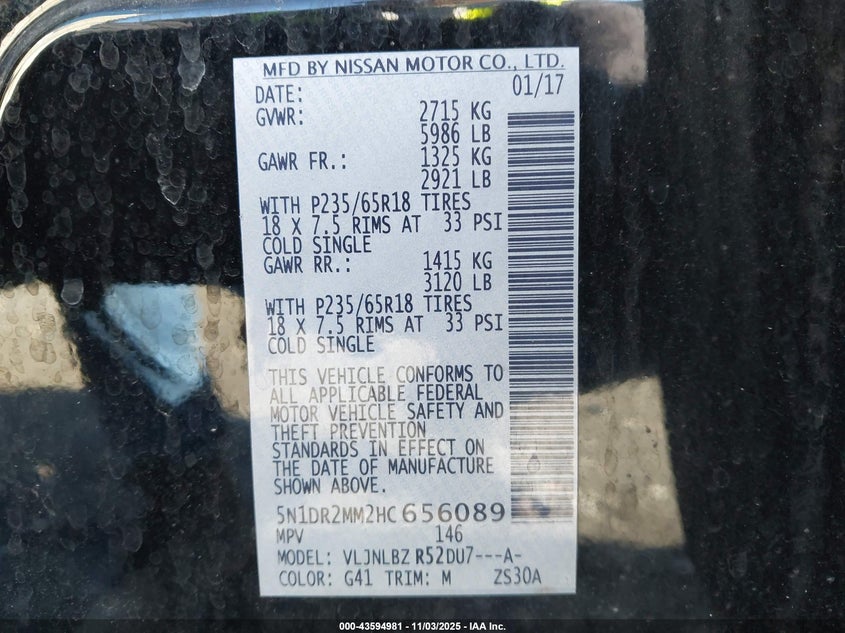 MFD BY NISSAN MOTOR CO., LTD.
DATE: 01/17
GVWR: 2715 KG
5986 LB
GAWR FR.: 1325 KG
2921 LB
WITH P235/65R18 TIRES
18 X 7.5 RIMS AT 33 PSI
COLD SINGLE
GAWR RR.: 1415 KG
3120 LB
WITH P235/65R18 TIRES
18 X 7.5 RIMS AT 33 PSI
COLD SINGLE
THIS VEHICLE CONFORMS TO
ALL APPLICABLE FEDERAL
MOTOR VEHICLE SAFETY AND
THEFT PREVENTION
STANDARDS IN EFFECT ON
THE DATE OF MANUFACTURE
SHOWN ABOVE.
5N1DR2MM2HC656089
MPV 146
MODEL: VLJNLBZ R52DU7---A-
COLOR: G41 TRIM: M ZS30A
000-43594981 - 11/03/2025 - IAA Inc.